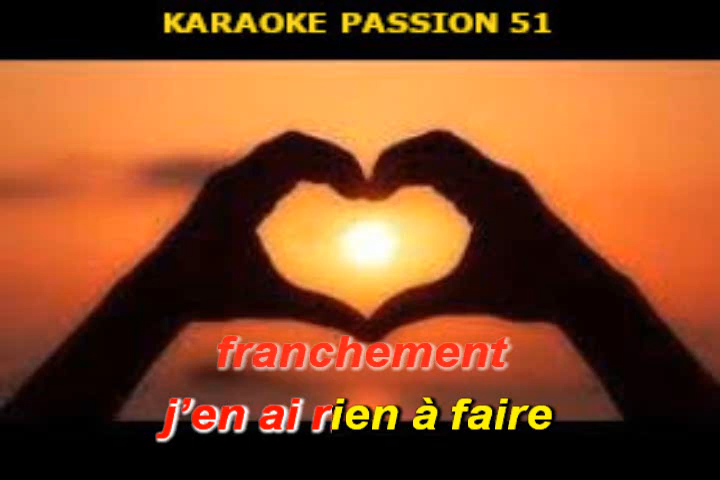 KARAOKE PASSION 51
franchement
j’en ai rien à faire